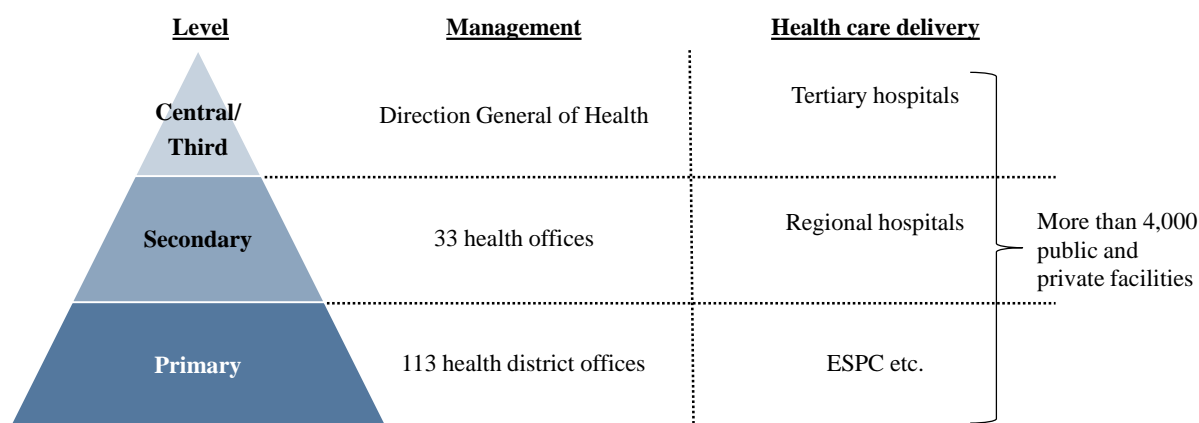 Level
Management
Health care delivery
Central/
Third
Direction General of Health
Tertiary hospitals
Secondary
33 health offices
Regional hospitals
More than 4,000
public and
private facilities
Primary
113 health district offices
ESPC etc.